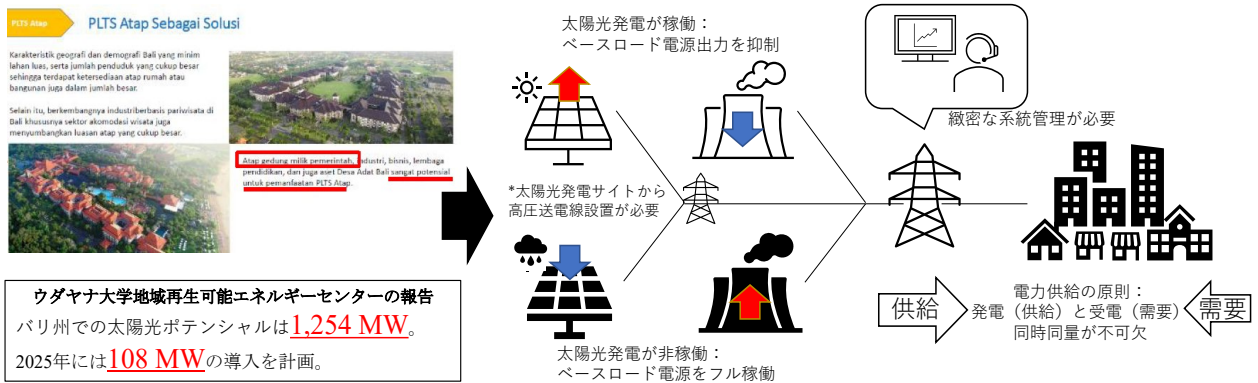 PLTS Atap
PLTS Atap Sebagai Solusi
Karakteristik geografi dan demografi Bali yang minim
lahan luas, serta jumlah penduduk yang cukup besar
sehingga terdapat ketersediaan atap rumah atau
bangunan juga dalam jumlah besar.
Selain itu, berkembangnya industriberbasis pariwisata di
Bali khususnya sektor akomodasi wisata juga
menyumbangkan luasan atap yang cukup besar.
Atap gedung milik pemerintah, industri, bisnis, lembaga
pendidikan, dan juga aset Desa Adat Bali sangat potensial
untuk pemanfaatan PLTS Atap.
ウダヤナ大学地域再生可能エネルギーセンターの報告
バリ州での太陽光ポテンシャルは1,254 MW。
2025年には108 MWの導入を計画。
太陽光発電が稼働：
ベースロード電源出力を抑制
*太陽光発電サイトから
高圧送電線設置が必要
太陽光発電が非稼働：
ベースロード電源をフル稼働
緻密な系統管理が必要
供給
電力供給の原則：
発電（供給）と受電（需要）
同時同量が不可欠
需要